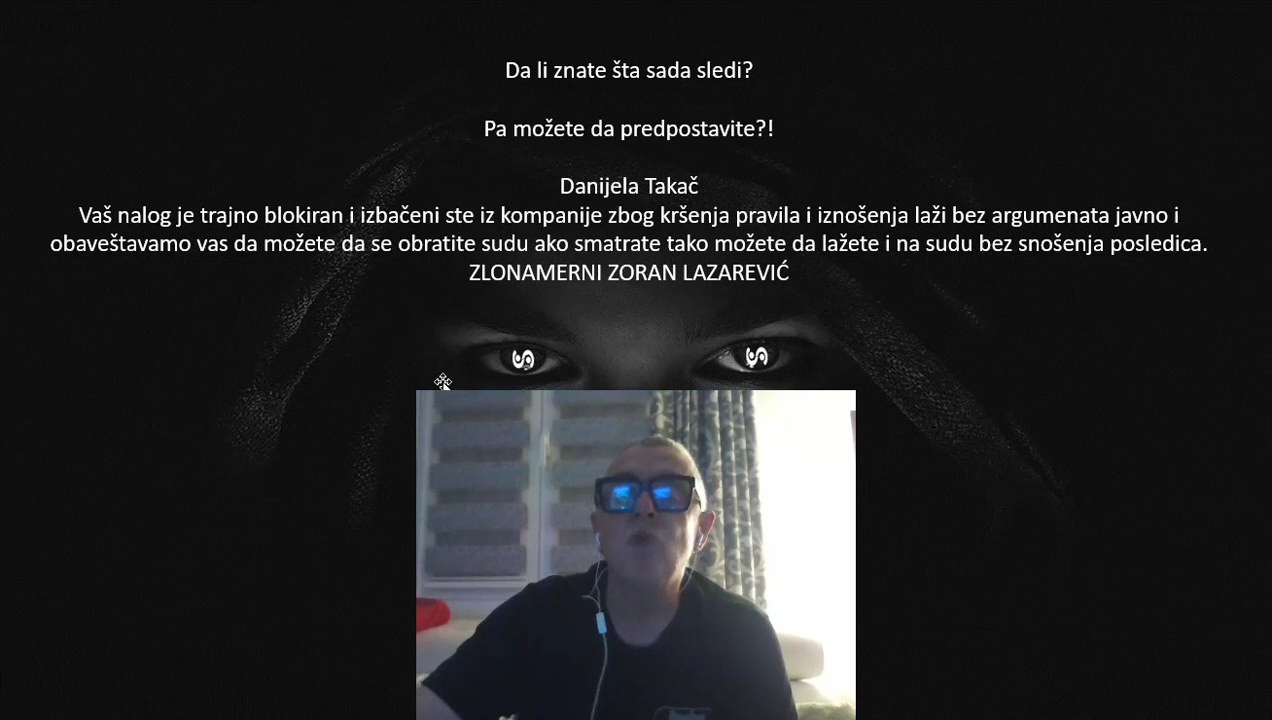 Da li znate šta sada sledi?
Pa možete da predpostavite?!
Danijela Takač
Vaš nalog je trajno blokiran i izbačeni ste iz kompanije zbog kršenja pravila i iznošenja laži bez argumenata javno i
obaveštavamo vas da možete da se obratite sudu ako smatrate tako možete da lažete i na sudu bez snošenja posledica.
ZLONAMERNI ZORAN LAZAREVIĆ